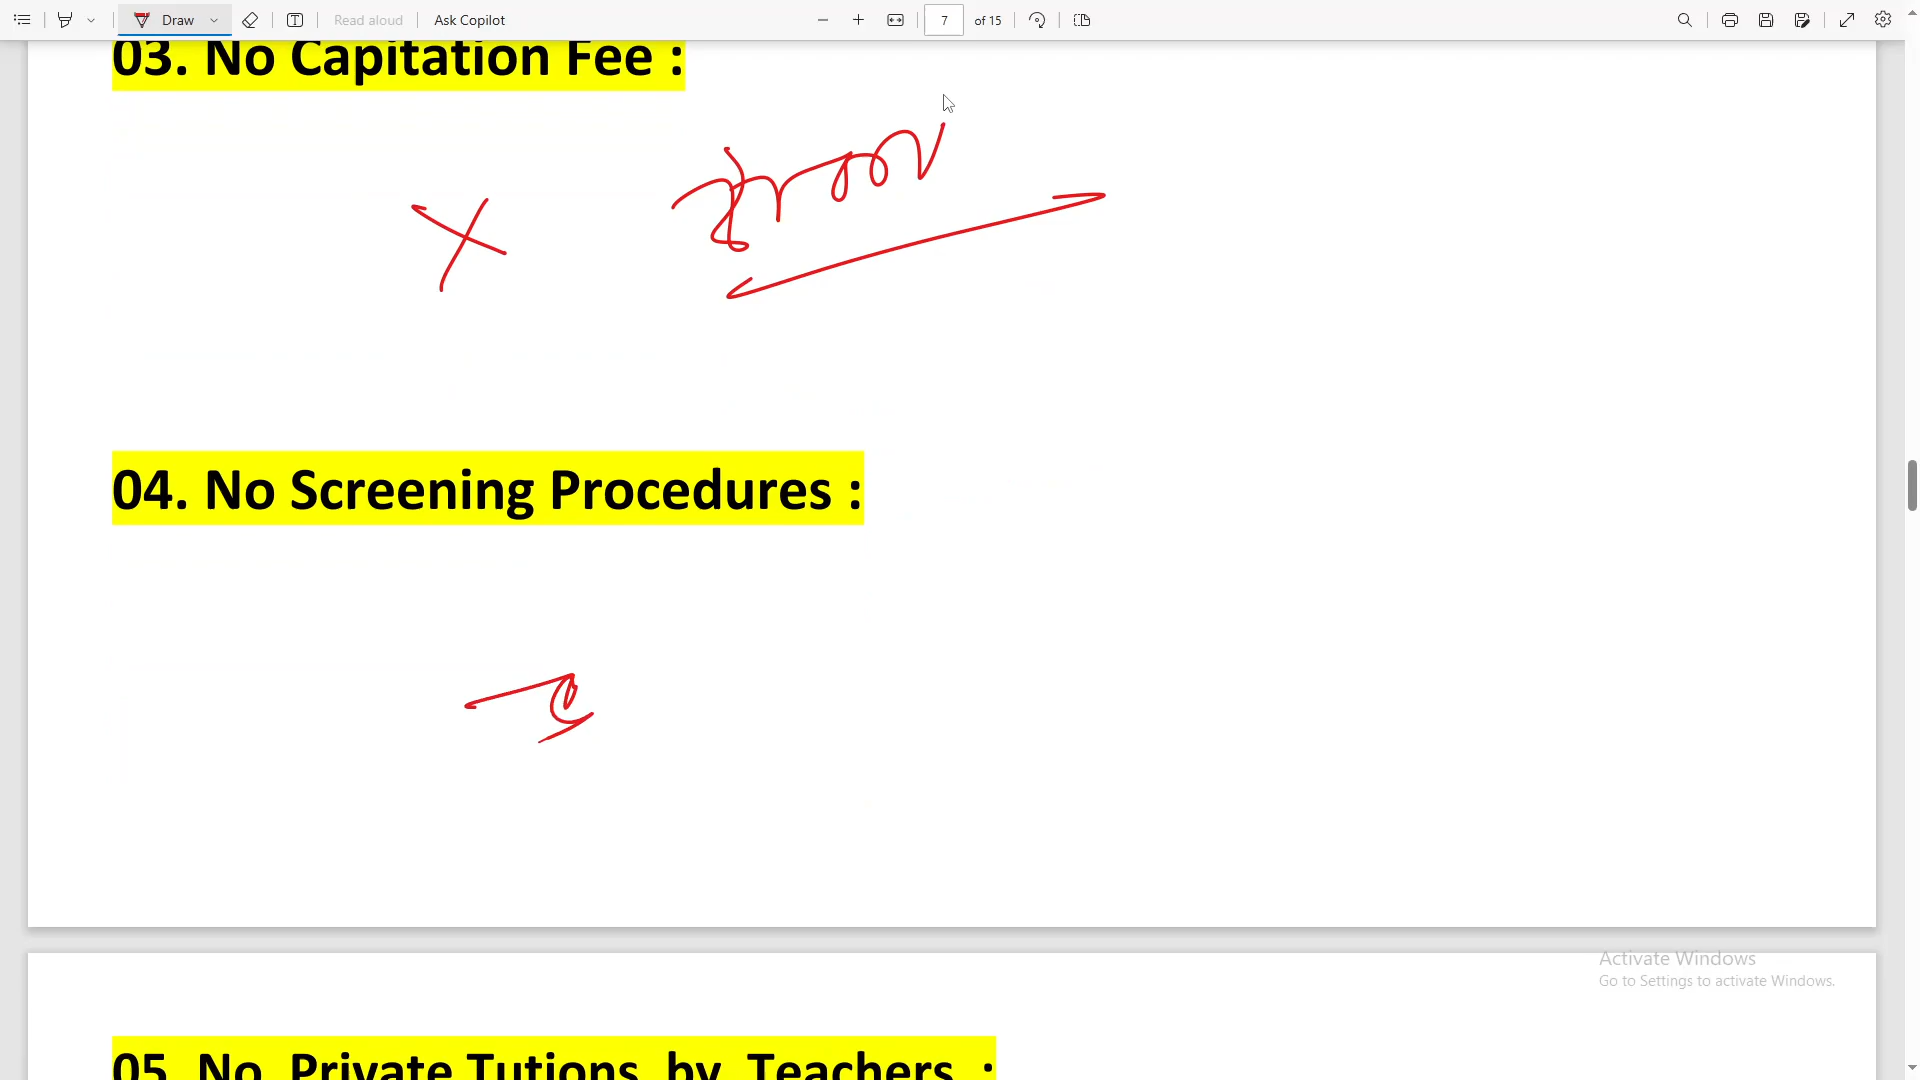 Draw
Read aloud
Ask Copilot
7 of 15
03. No Capitation Fee :
04. No Screening Procedures :
Activate Windows
Go to Settings to activate Windows.
05. No Private Tutions by Teachers :